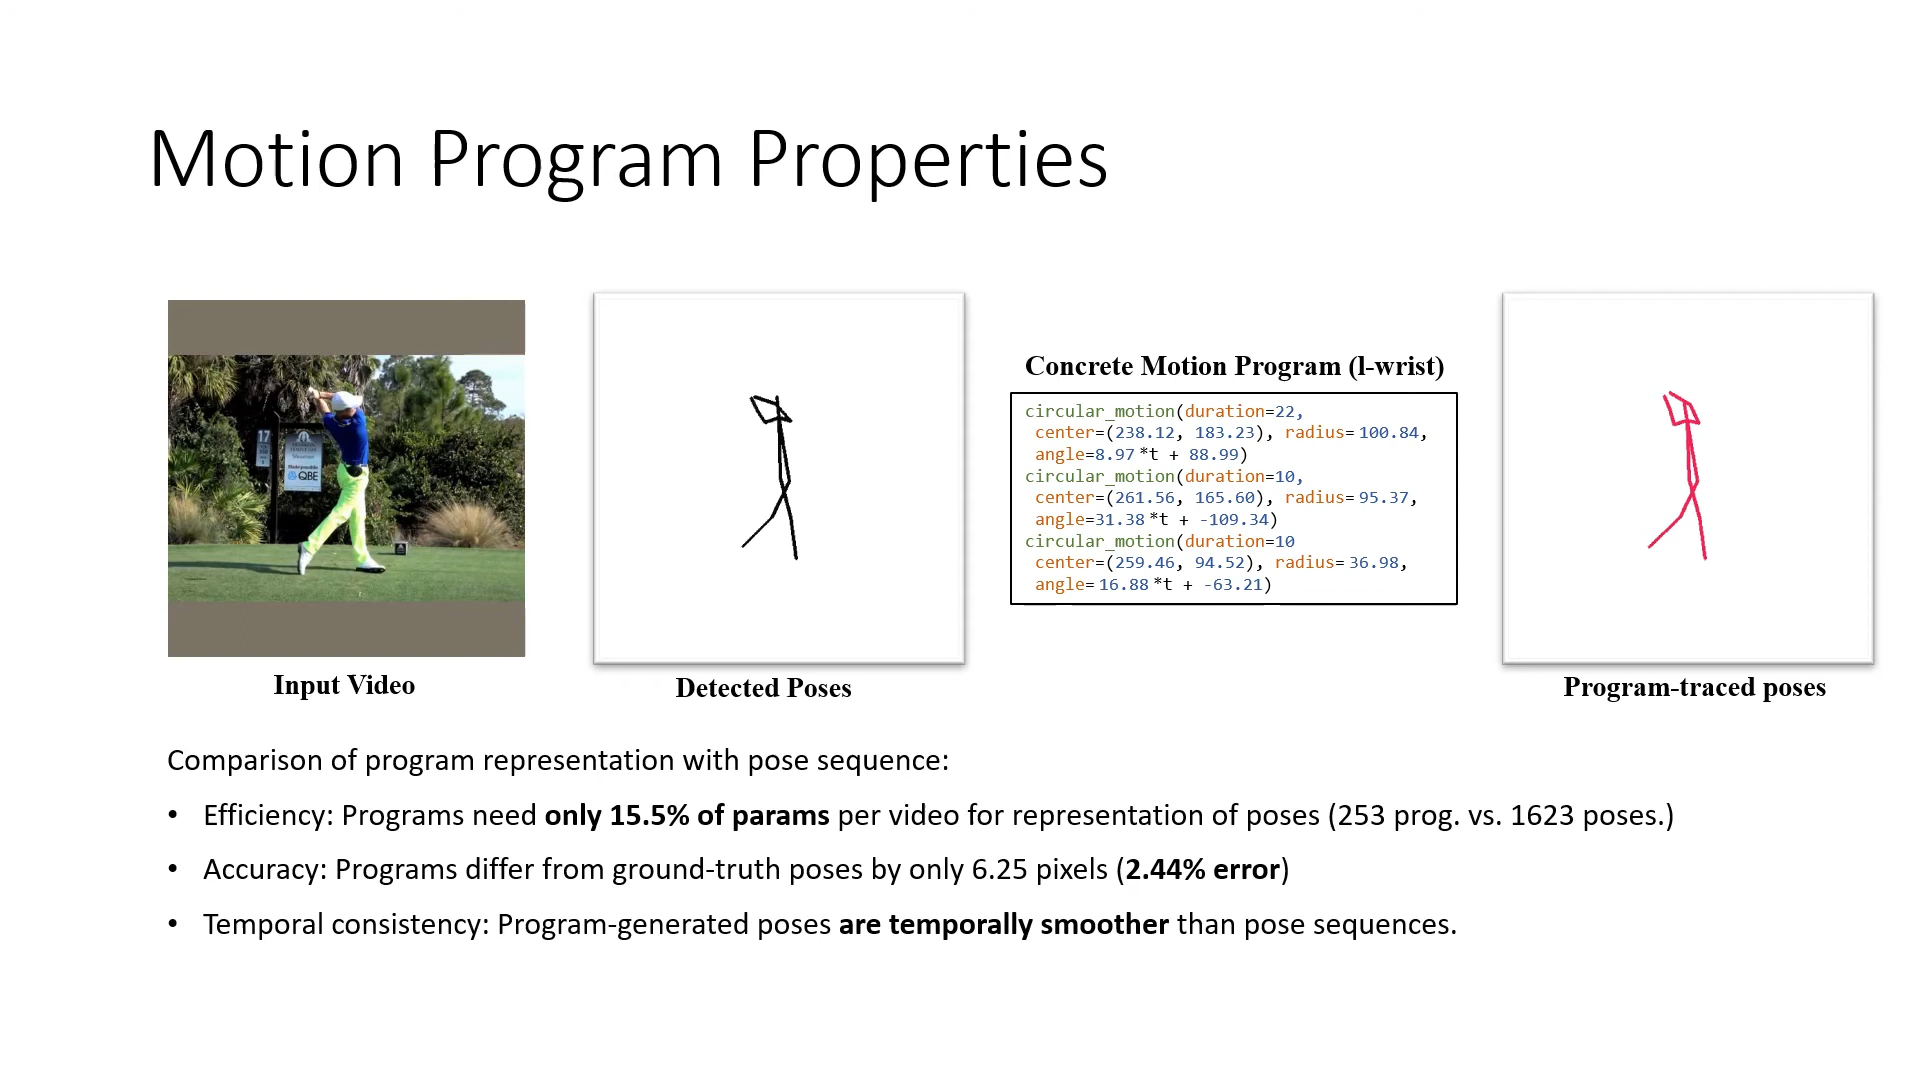 Motion Program Properties
17
QBE
Input Video
Detected Poses
Concrete Motion Program (l-wrist)
circular_motion(duration=22,
center=(238.12, 183.23), radius=100.84,
angle=8.97*t + 88.99)
circular_motion(duration=10,
center=(261.56, 165.60), radius=95.37,
angle=31.38*t + -109.34)
circular_motion(duration=10
center=(259.46, 94.52), radius=36.98,
angle=16.88*t + -63.21)
Program-traced poses
Comparison of program representation with pose sequence:
• Efficiency: Programs need only 15.5% of params per video for representation of poses (253 prog. vs. 1623 poses.)
• Accuracy: Programs differ from ground-truth poses by only 6.25 pixels (2.44% error)
• Temporal consistency: Program-generated poses are temporally smoother than pose sequences.